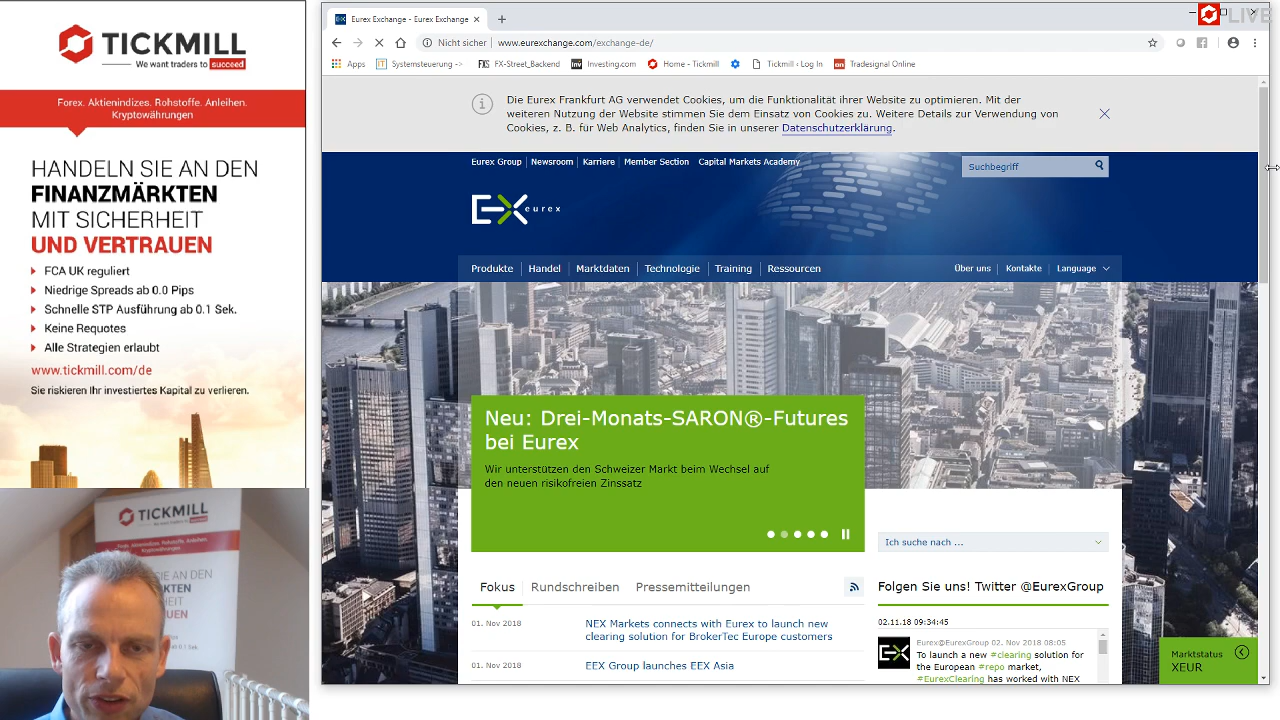 TICKMILL
We want traders to succeed
Forex. Aktienindizes. Rohstoffe. Anleihen.
Kryptowährungen
HANDELN SIE AN DEN
FINANZMÄRKTEN
MIT SICHERHEIT
UND VERTRAUEN
FCA UK reguliert
Niedrige Spreads ab 0.0 Pips
Schnelle STP Ausführung ab 0.1 Sek.
Keine Requotes
Alle Strategien erlaubt
www.tickmill.com/de
Sie riskieren Ihr investiertes Kapital zu verlieren.
TICKMILL
Eurex Exchange - Eurex Exchange
LIVE
Nicht sicher
www.eurexchange.com/exchange-de/
Apps
Systemsteuerung ->
FXS
FX-Street_Backend
Inv
Investing.com
Home - Tickmill
Tickmill ‹ Log In
Tradesignal Online
Die Eurex Frankfurt AG verwendet Cookies, um die Funktionalität ihrer Website zu optimieren. Mit der
weiteren Nutzung der Website stimmen Sie dem Einsatz von Cookies zu. Weitere Details zur Verwendung von
Cookies, z. B. für Web Analytics, finden Sie in unserer Datenschutzerklärung.
Eurex Group
Newsroom
Karriere
Member Section
Capital Markets Academy
Suchbegriff
EX eurex
Produkte
Handel
Marktdaten
Technologie
Training
Ressourcen
Über uns
Kontakte
Language
Neu: Drei-Monats-SARON®-Futures
bei Eurex
Wir unterstützen den Schweizer Markt beim Wechsel auf
den neuen risikofreien Zinssatz
Ich suche nach ...
Fokus
Rundschreiben
Pressemitteilungen
01. Nov 2018
NEX Markets connects with Eurex to launch new
clearing solution for BrokerTec Europe customers
01. Nov 2018
EEX Group launches EEX Asia
Folgen Sie uns! Twitter @EurexGroup
02.11.18 09:34:45
EX
Eurex@EurexGroup 02. Nov 2018 08:05
To launch a new #clearing solution for
the European #repo market,
#EurexClearing has worked with NEX
Marktstatus
XEUR